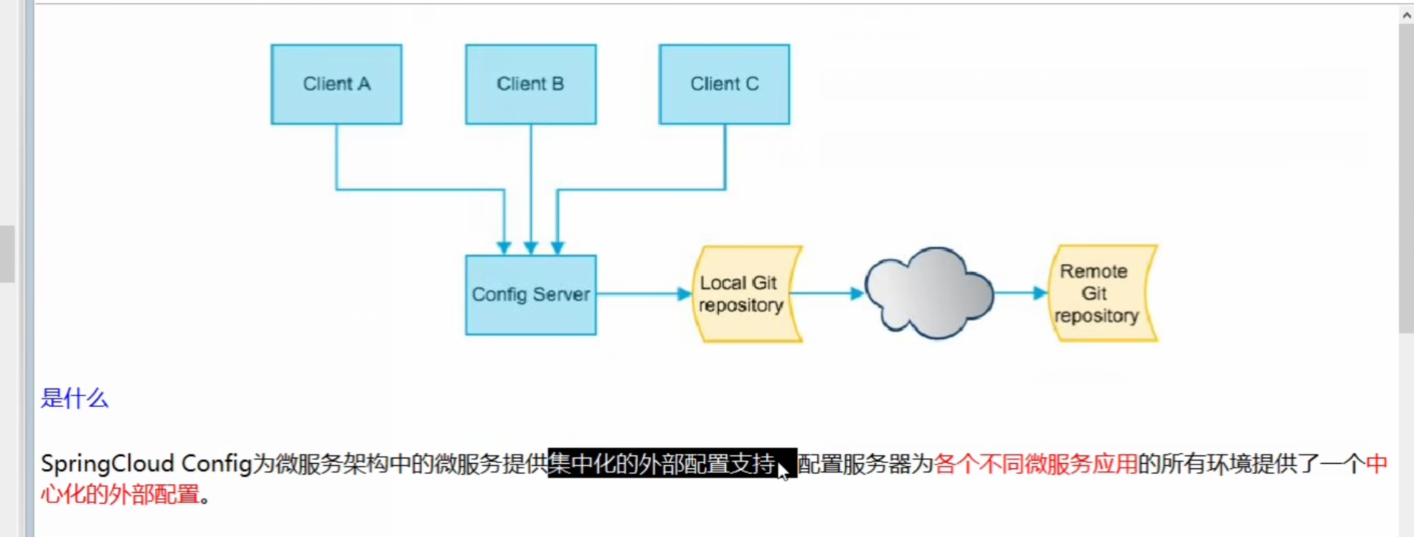 Client A
Client B
Client C
Config Server
Local Git
repository
Remote
Git
repository
是什么
SpringCloud Config为微服务架构中的微服务提供集中化的外部配置支持，配置服务器为各个不同微服务应用的所有环境提供了一个中
心化的外部配置。